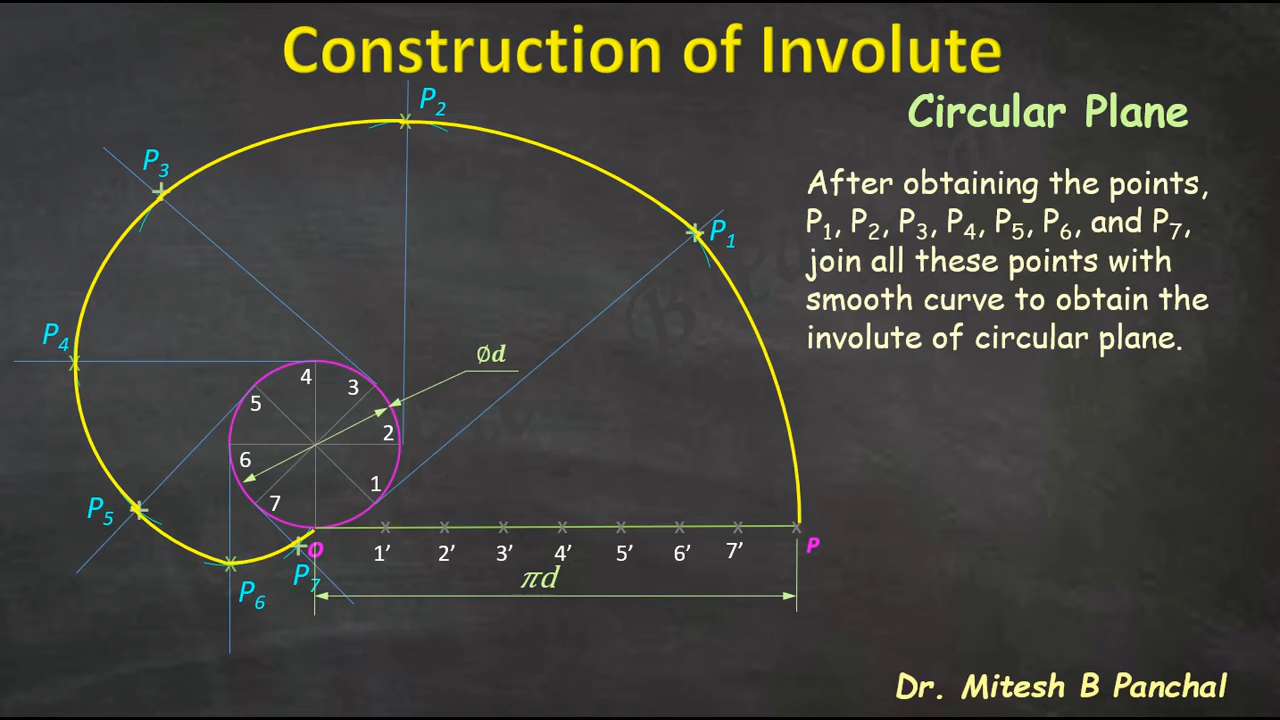 Construction of Involute
Circular Plane
After obtaining the points,
P1, P2, P3, P4, P5, P6, and P7,
join all these points with
smooth curve to obtain the
involute of circular plane.
P2
P3
P1
P4
Ød
4
3
5
2
6
1
7
P5
O
P
1’ 2’ 3’ 4’ 5’ 6’ 7’
P7
πd
P6
Dr. Mitesh B Panchal